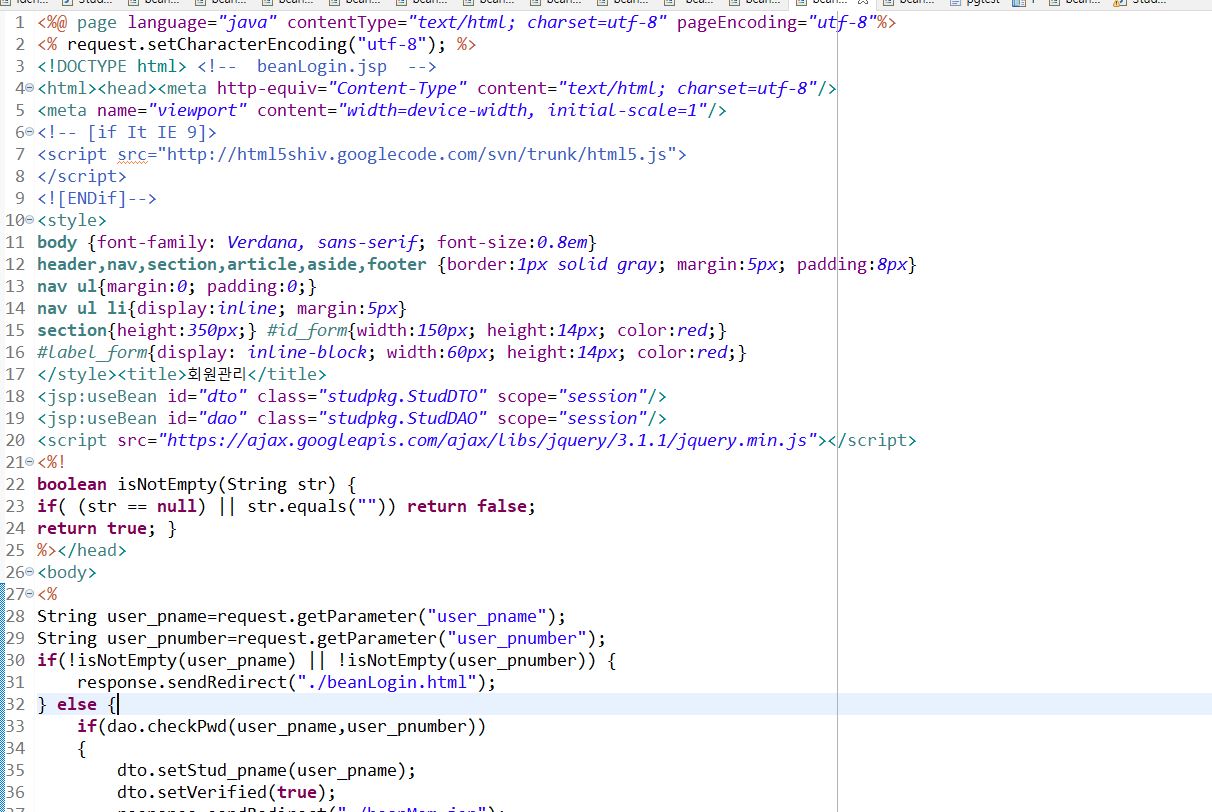 1 <%@ page language="java" contentType="text/html; charset=utf-8" pageEncoding="utf-8"%>
2 <% request.setCharacterEncoding("utf-8"); %>
3 <!DOCTYPE html> <!--  beanLogin.jsp  -->
4 <html><head><meta http-equiv="Content-Type" content="text/html; charset=utf-8"/>
5 <meta name="viewport" content="width=device-width, initial-scale=1"/>
6 <!-- [if It IE 9]>
7 <script src="http://html5shiv.googlecode.com/svn/trunk/html5.js">
8 </script>
9 <![ENDif]-->
10 <style>
11 body {font-family: Verdana, sans-serif; font-size:0.8em}
12 header,nav,section,article,aside,footer {border:1px solid gray; margin:5px; padding:8px}
13 nav ul{margin:0; padding:0;}
14 nav ul li{display:inline; margin:5px}
15 section{height:350px;} #id_form{width:150px; height:14px; color:red;}
16 #label_form{display: inline-block; width:60px; height:14px; color:red;}
17 </style><title>회원관리</title>
18 <jsp:useBean id="dto" class="studpkg.StudDTO" scope="session"/>
19 <jsp:useBean id="dao" class="studpkg.StudDAO" scope="session"/>
20 <script src="https://ajax.googleapis.com/ajax/libs/jquery/3.1.1/jquery.min.js"></script>
21 <%!
22 boolean isNotEmpty(String str) {
23 if( (str == null) || str.equals("")) return false;
24 return true; }
25 %></head>
26 <body>
27 <%
28 String user_pname=request.getParameter("user_pname");
29 String user_pnumber=request.getParameter("user_pnumber");
30 if(!isNotEmpty(user_pname) || !isNotEmpty(user_pnumber)) {
31     response.sendRedirect("./beanLogin.html");
32 } else {
33     if(dao.checkPwd(user_pname,user_pnumber))
34     {
35         dto.setStud_pname(user_pname);
36         dto.setVerified(true);